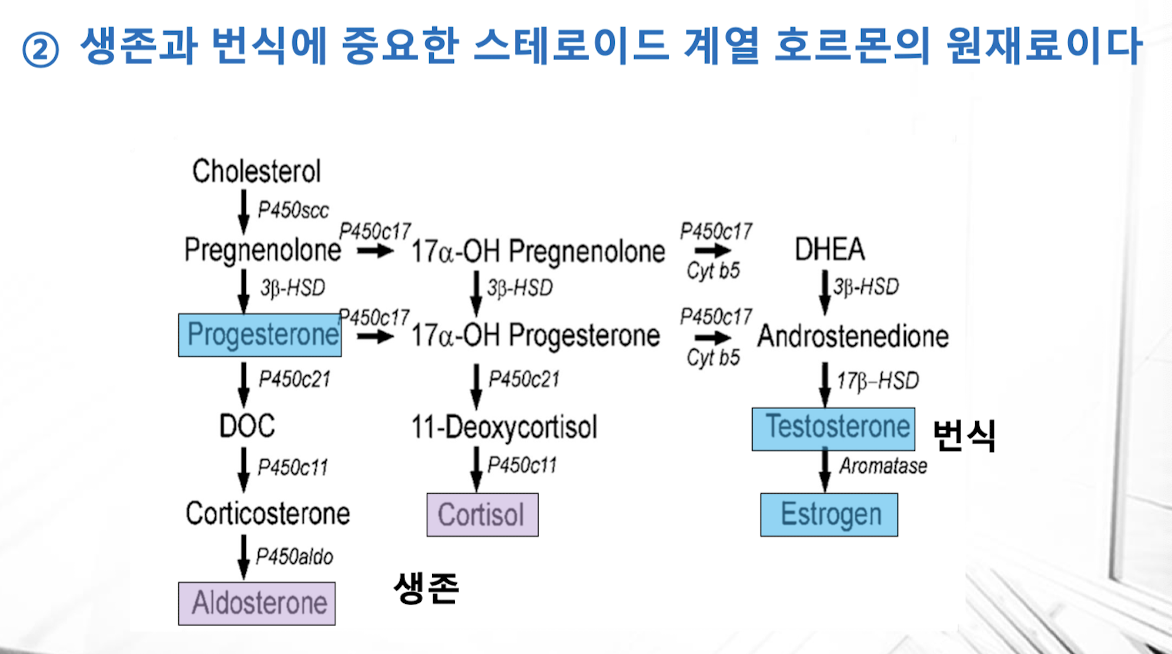 ② 생존과 번식에 중요한 스테로이드 계열 호르몬의 원재료이다
Cholesterol
P450scc
Pregnenolone P450c17 17α-OH Pregnenolone P450c17 Cyt b5 DHEA
3β-HSD 3β-HSD 3β-HSD
Progesterone P450c17 17α-OH Progesterone P450c17 Cyt b5 Androstenedione
P450c21 P450c21 17β-HSD
DOC 11-Deoxycortisol Testosterone 번식
P450c11 P450c11 Aromatase
Corticosterone Cortisol Estrogen
P450aldo
Aldosterone 생존